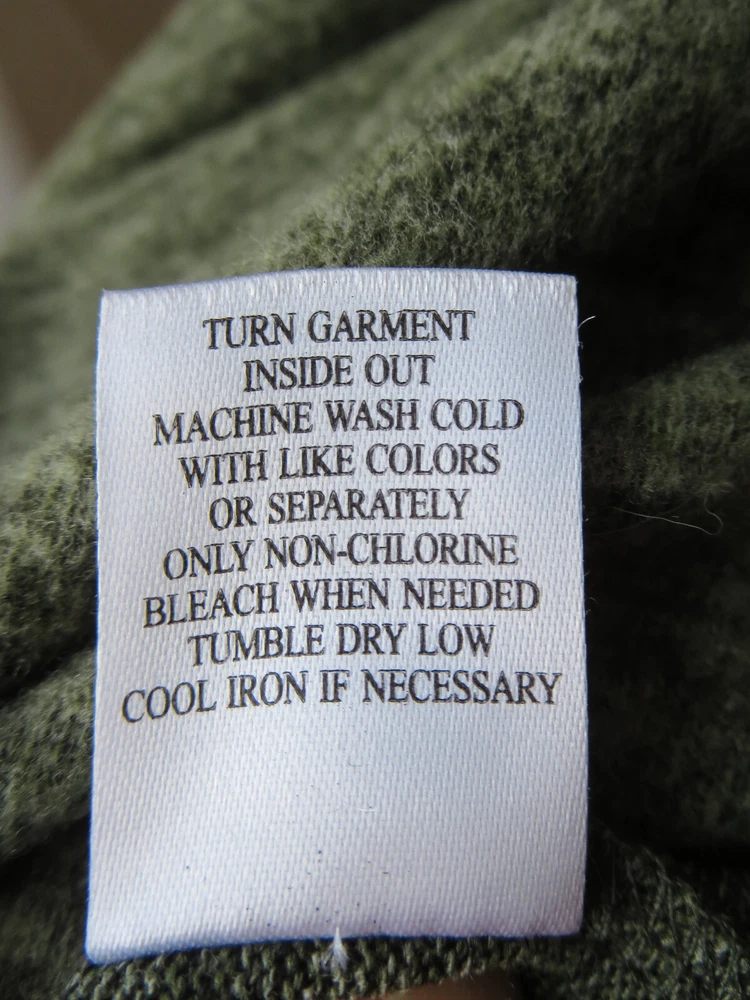 TURN GARMENT
INSIDE OUT
MACHINE WASH COLD
WITH LIKE COLORS
OR SEPARATELY
ONLY NON-CHLORINE
BLEACH WHEN NEEDED
TUMBLE DRY LOW
COOL IRON IF NECESSARY